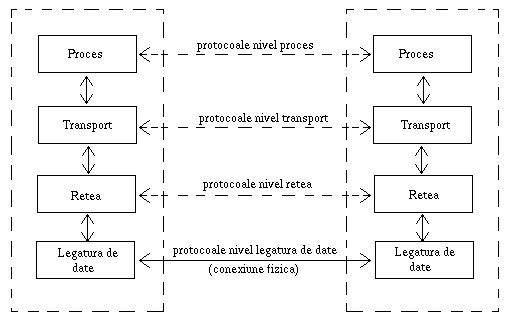 Proces
protocoale nivel proces
Proces
Transport
protocoale nivel transport
Transport
Retea
protocoale nivel retea
Retea
Legatura de
date
protocoale nivel legatura de date
(conexiune fizica)
Legatura de
date